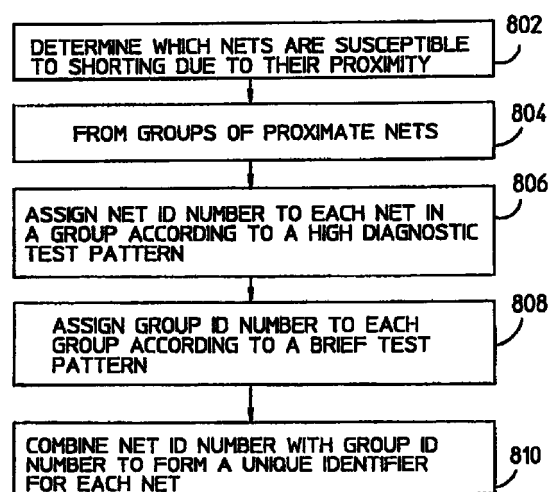 DETERMINE WHICH NETS ARE SUSCEPTIBLE
TO SHORTING DUE TO THEIR PROXIMITY
802
FROM GROUPS OF PROXIMATE NETS
804
ASSIGN NET ID NUMBER TO EACH NET IN
A GROUP ACCORDING TO A HIGH DIAGNOSTIC
TEST PATTERN
806
ASSIGN GROUP ID NUMBER TO EACH
GROUP ACCORDING TO A BRIEF TEST
PATTERN
808
COMBINE NET ID NUMBER WITH GROUP ID
NUMBER TO FORM A UNIQUE IDENTIFIER
FOR EACH NET
810